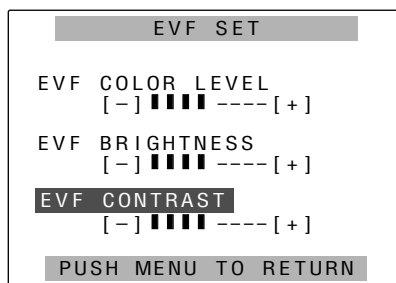 EVF SET
EVF COLOR LEVEL
[-]▮▮▮▮----[+]
EVF BRIGHTNESS
[-]▮▮▮▮----[+]
EVF CONTRAST
[-]▮▮▮▮----[+]
PUSH MENU TO RETURN